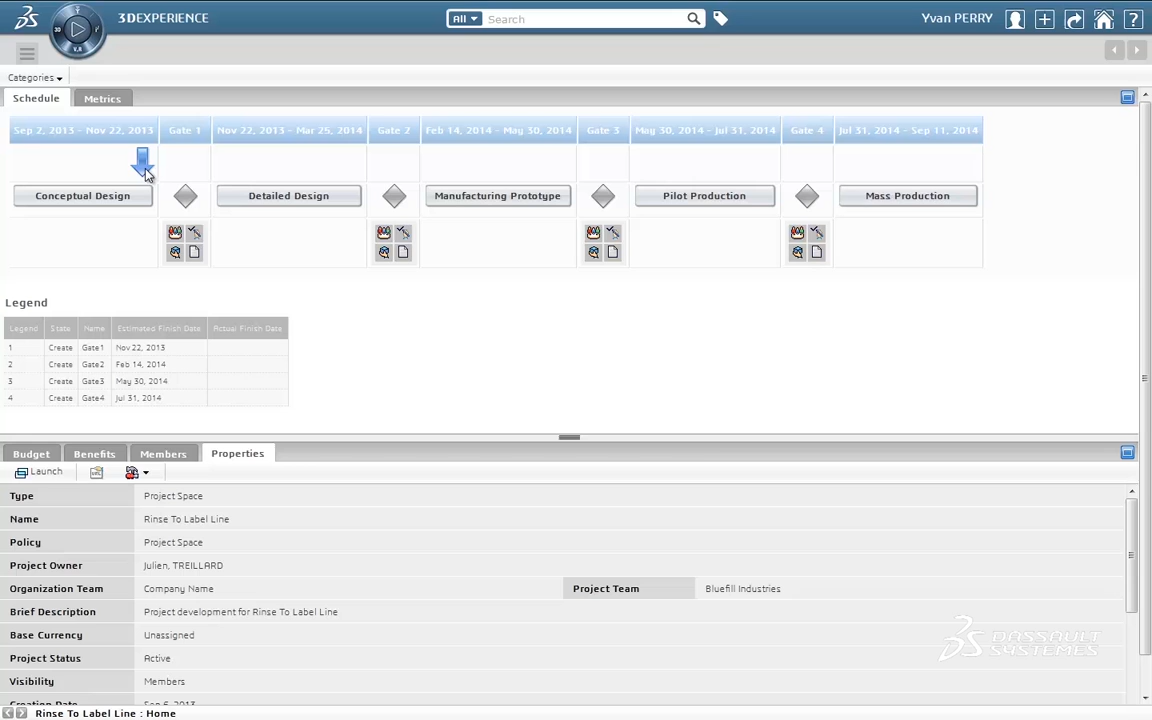 3DEXPERIENCE All Search Yvan PERRY
Categories
Schedule Metrics
Sep 2, 2013 - Nov 22, 2013 Gate 1 Nov 22, 2013 - Mar 25, 2014 Gate 2 Feb 14, 2014 - May 30, 2014 Gate 3 May 30, 2014 - Jul 31, 2014 Gate 4 Jul 31, 2014 - Sep 11, 2014
Conceptual Design Detailed Design Manufacturing Prototype Pilot Production Mass Production
Legend
Legend State Name Estimated Finish Date Actual Finish Date
1 Create Gate1 Nov 22, 2013
2 Create Gate2 Feb 14, 2014
3 Create Gate3 May 30, 2014
4 Create Gate4 Jul 31, 2014
Budget Benefits Members Properties
Launch
Type Project Space
Name Rinse To Label Line
Policy Project Space
Project Owner Julien, TREILLARD
Organization Team Company Name Project Team Bluefill Industries
Brief Description Project development for Rinse To Label Line
Base Currency Unassigned
Project Status Active
Visibility Members
Creation Date Sep 6, 2013
DASSAULT
SYSTEMES
Rinse To Label Line : Home